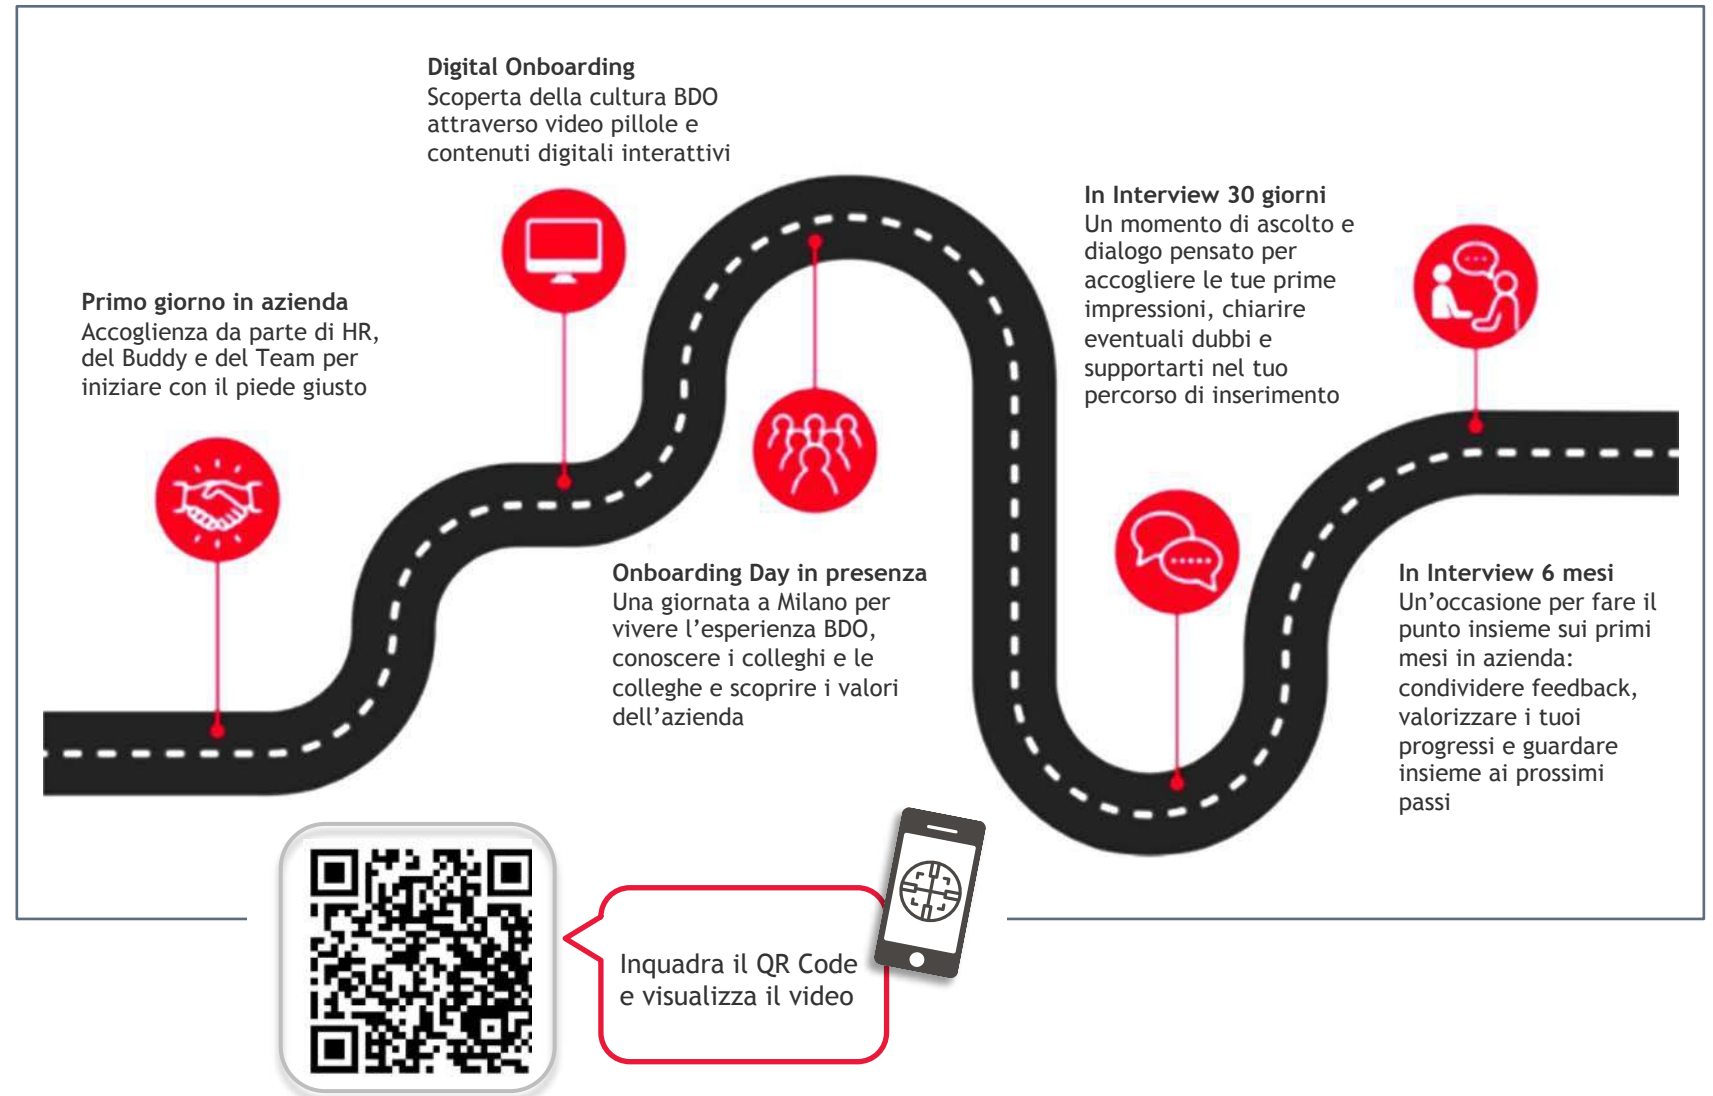 Primo giorno in azienda
Accoglienza da parte di HR,
del Buddy e del Team per
iniziare con il piede giusto
Digital Onboarding
Scoperta della cultura BDO
attraverso video pillole e
contenuti digitali interattivi
Onboarding Day in presenza
Una giornata a Milano per
vivere l’esperienza BDO,
conoscere i colleghi e le
colleghe e scoprire i valori
dell’azienda
In Interview 30 giorni
Un momento di ascolto e
dialogo pensato per
accogliere le tue prime
impressioni, chiarire
eventuali dubbi e
supportarti nel tuo
percorso di inserimento
In Interview 6 mesi
Un’occasione per fare il
punto insieme sui primi
mesi in azienda:
condividere feedback,
valorizzare i tuoi
progressi e guardare
insieme ai prossimi
passi
Inquadra il QR Code
e visualizza il video